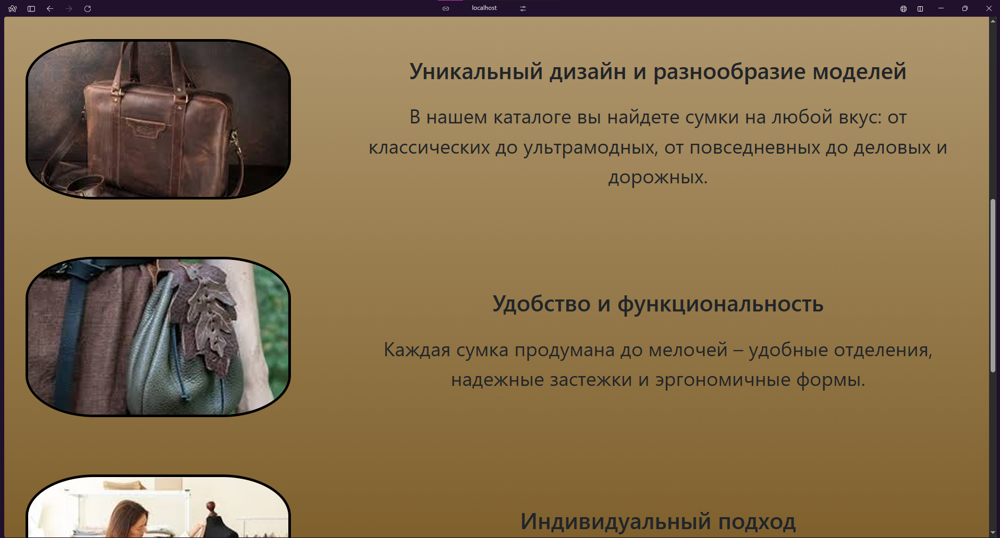 localhost
Уникальный дизайн и разнообразие моделей
В нашем каталоге вы найдете сумки на любой вкус: от
классических до ультрамодных, от повседневных до деловых и
дорожных.
Удобство и функциональность
Каждая сумка продумана до мелочей – удобные отделения,
надежные застежки и эргономичные формы.
Индивидуальный подход